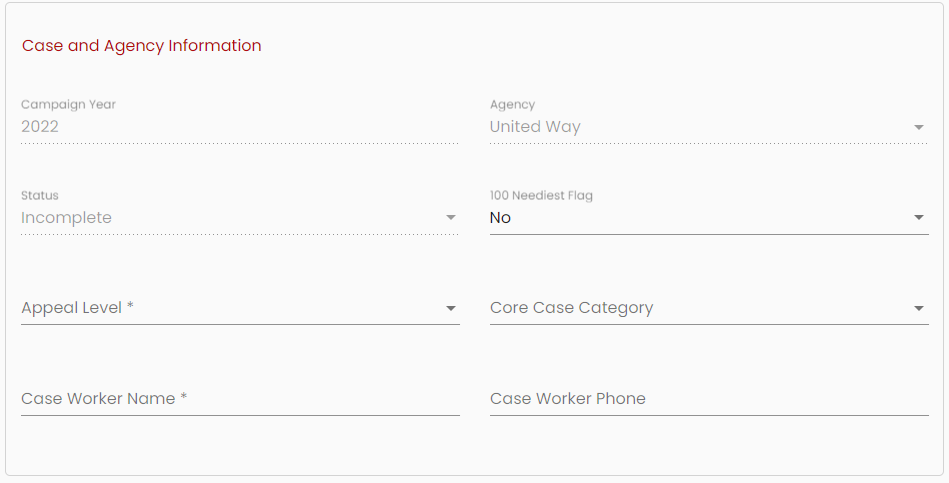 Case and Agency Information
Campaign Year
Agency
2022
United Way
Status
100 Neediest Flag
Incomplete
No
Appeal Level *
Core Case Category
Case Worker Name *
Case Worker Phone